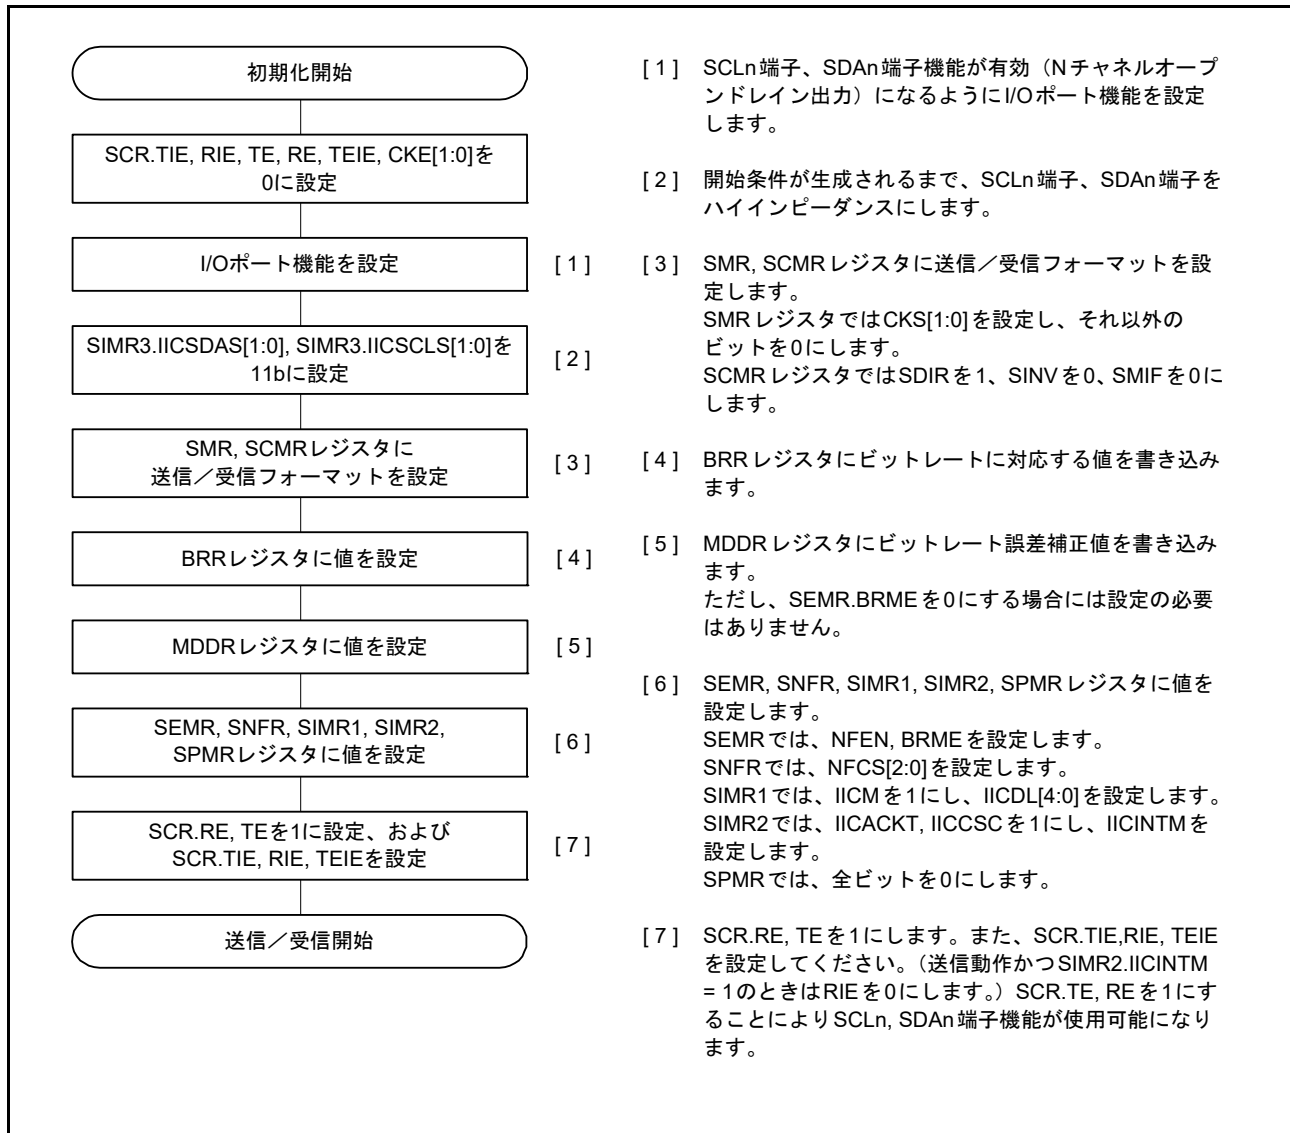 初期化開始
SCR.TIE, RIE, TE, RE, TEIE, CKE[1:0]を
0に設定
I/Oポート機能を設定
[ 1 ]
SIMR3.IICSDAS[1:0], SIMR3.IICSCLS[1:0]を
11bに設定
[ 2 ]
SMR, SCMRレジスタに
送信／受信フォーマットを設定
[ 3 ]
BRRレジスタに値を設定
[ 4 ]
MDDRレジスタに値を設定
[ 5 ]
SEMR, SNFR, SIMR1, SIMR2,
SPMRレジスタに値を設定
[ 6 ]
SCR.RE, TEを1に設定、および
SCR.TIE, RIE, TEIEを設定
[ 7 ]
送信／受信開始
[ 1 ] SCLn端子、SDAn端子機能が有効（Nチャネルオープ
ンドレイン出力）になるようにI/Oポート機能を設定
します。
[ 2 ] 開始条件が生成されるまで、SCLn端子、SDAn端子を
ハイインピーダンスにします。
[ 3 ] SMR, SCMRレジスタに送信／受信フォーマットを設
定します。
SMRレジスタではCKS[1:0]を設定し、それ以外の
ビットを0にします。
SCMRレジスタではSDIRを1、SINVを0、SMIFを0に
します。
[ 4 ] BRRレジスタにビットレートに対応する値を書き込み
ます。
[ 5 ] MDDRレジスタにビットレート誤差補正値を書き込み
ます。
ただし、SEMR.BRMEを0にする場合には設定の必要
はありません。
[ 6 ] SEMR, SNFR, SIMR1, SIMR2, SPMRレジスタに値を
設定します。
SEMRでは、NFEN, BRMEを設定します。
SNFRでは、NFCS[2:0]を設定します。
SIMR1では、IICMを1にし、IICDL[4:0]を設定します。
SIMR2では、IICACKT, IICCSCを1にし、IICINTMを
設定します。
SPMRでは、全ビットを0にします。
[ 7 ] SCR.RE, TEを1にします。また、SCR.TIE,RIE, TEIE
を設定してください。（送信動作かつSIMR2.IICINTM
= 1のときはRIEを0にします。）SCR.TE, REを1にす
ることによりSCLn, SDAn端子機能が使用可能になり
ます。